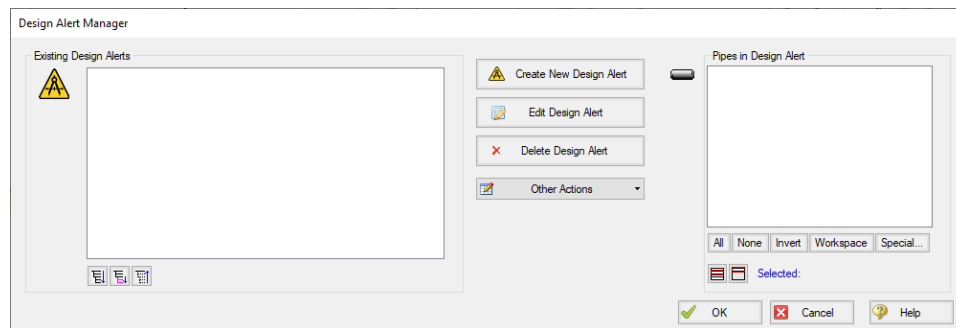 Design Alert Manager
Existing Design Alerts
Create New Design Alert
Edit Design Alert
Delete Design Alert
Other Actions
Pipes in Design Alert
All None Invert Workspace Special...
Selected:
OK Cancel Help